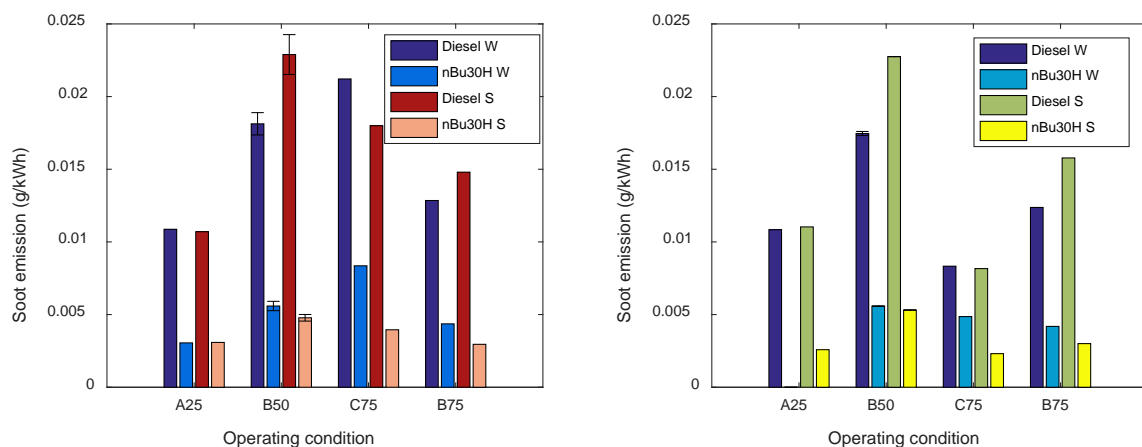 0.025
0.02
0.015
0.01
0.005
0
Soot emission (g/kWh)
Diesel W
nBu30H W
Diesel S
nBu30H S
A25 B50 C75 B75
Operating condition
0.025
0.02
0.015
0.01
0.005
0
Soot emission (g/kWh)
Diesel W
nBu30H W
Diesel S
nBu30H S
A25 B50 C75 B75
Operating condition